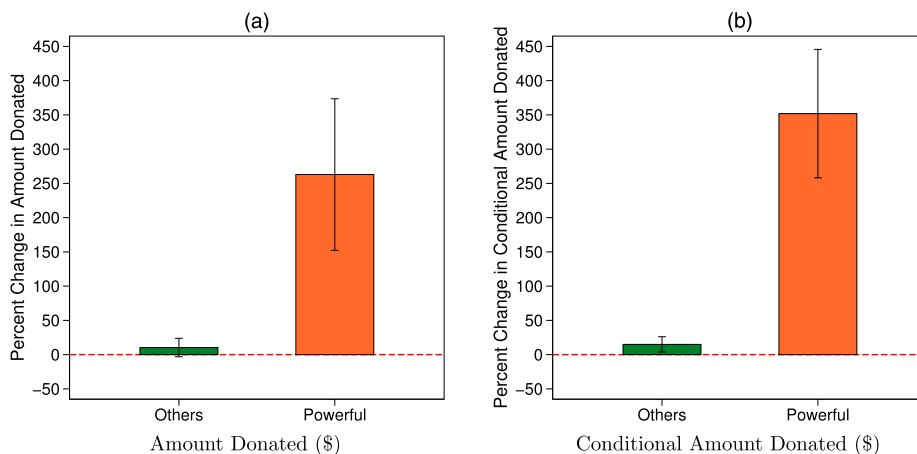 (a)
Percent Change in Amount Donated
450
400
350
300
250
200
150
100
50
0
−50
Others
Powerful
Amount Donated ($)
(b)
Percent Change in Conditional Amount Donated
450
400
350
300
250
200
150
100
50
0
−50
Others
Powerful
Conditional Amount Donated ($)